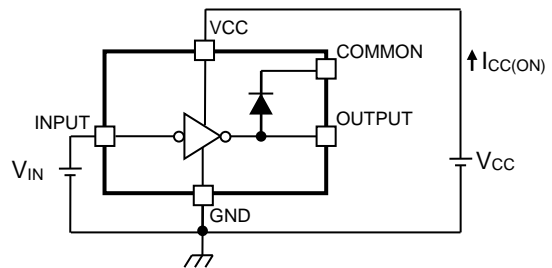 VCC
COMMON
ICC(ON)
INPUT
OUTPUT
VIN
VCC
GND